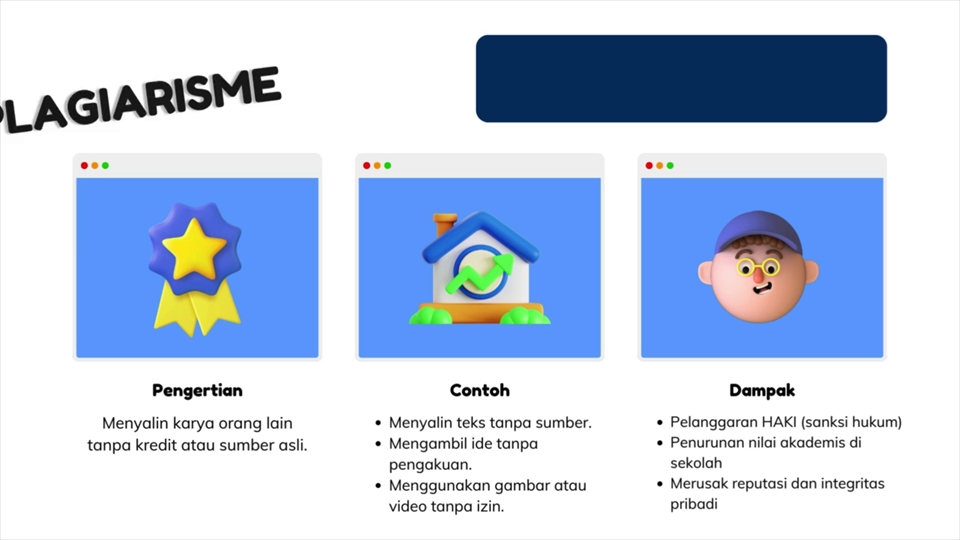 PLAGIARISME
Pengertian
Menyalin karya orang lain
tanpa kredit atau sumber asli.
Contoh
• Menyalin teks tanpa sumber.
• Mengambil ide tanpa
pengakuan.
• Menggunakan gambar atau
video tanpa izin.
Dampak
• Pelanggaran HAKI (sanksi hukum)
• Penurunan nilai akademis di
sekolah
• Merusak reputasi dan integritas
pribadi